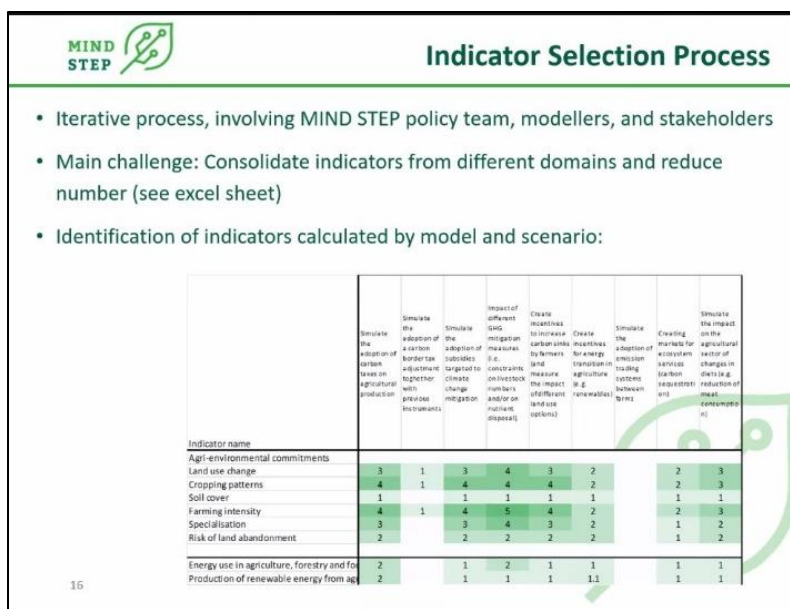 MIND
STEP
Indicator Selection Process
• Iterative process, involving MIND STEP policy team, modellers, and stakeholders
• Main challenge: Consolidate indicators from different domains and reduce
number (see excel sheet)
• Identification of indicators calculated by model and scenario:
Simulate the adoption of carbon taxes on agricultural production
Simulate the adoption of a carbon border tax adjustment toghether with previous instruments
Simulate the adoption of subsidies targeted to climate change mitigation
Impact of different GHG mitigation measures (i.e. constraints on livestock numbers and/or on nutrient disposal)
Create incentives to increase carbon sinks by farmers (and measure the impact of different land use options)
Create incentives for energy transition in agriculture (e.g. renewables)
Simulate the adoption of emission trading systems between farms
Creating markets for ecosystem services (carbon sequestration)
Simulate the impact on the agricultural sector of changes in diets (e.g. reduction of meat consumption)
Indicator name
Agri-environmental commitments
Land use change 3 1 3 4 3 2 2 3
Cropping patterns 4 1 4 4 4 2 2 3
Soil cover 1 1 1 1 1 1 1
Farming intensity 4 1 4 5 4 2 2 3
Specialisation 3 3 4 3 2 1 2
Risk of land abandonment 2 2 2 2 2 1 2
Energy use in agriculture, forestry and fo 2 1 2 1 1 1 1
Production of renewable energy from ag 2 1 1 1 1.1 1 1
16